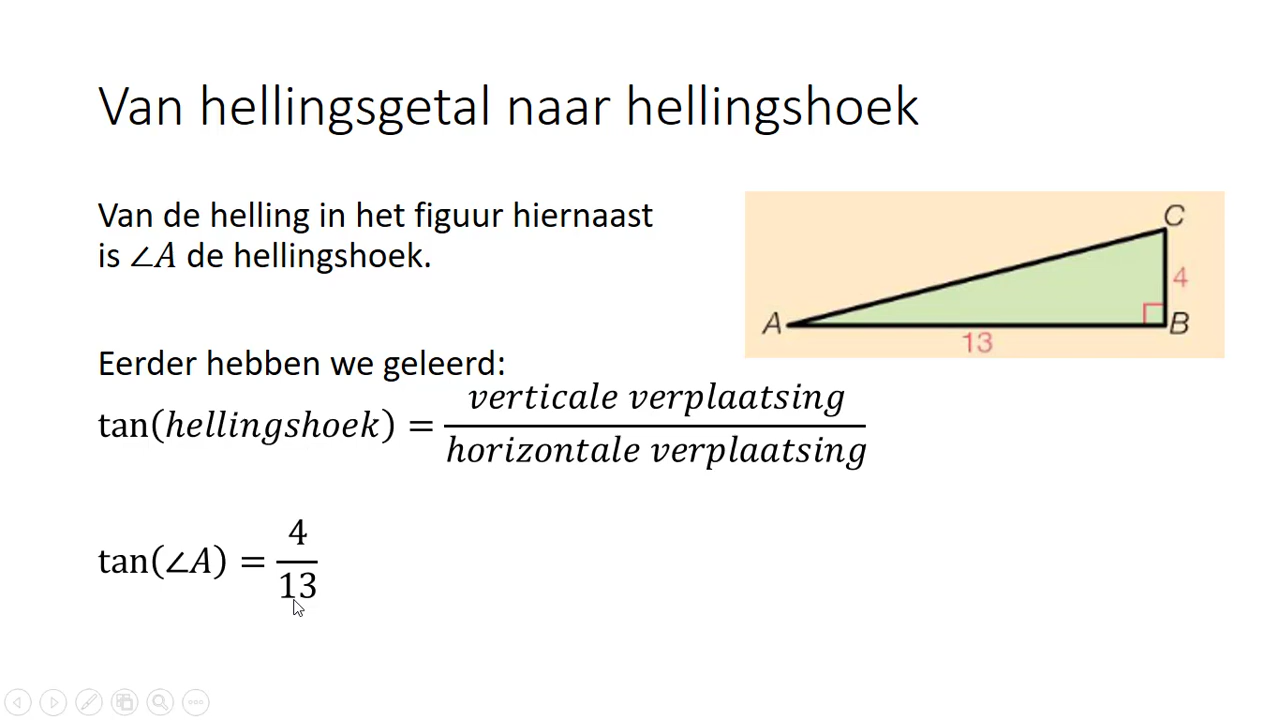 Van hellingsgetal naar hellingshoek
Van de helling in het figuur hiernaast
is ∠A de hellingshoek.
C
4
A
B
13
Eerder hebben we geleerd:
tan(hellingshoek) = verticale verplaatsing / horizontale verplaatsing
tan(∠A) = 4 / 13